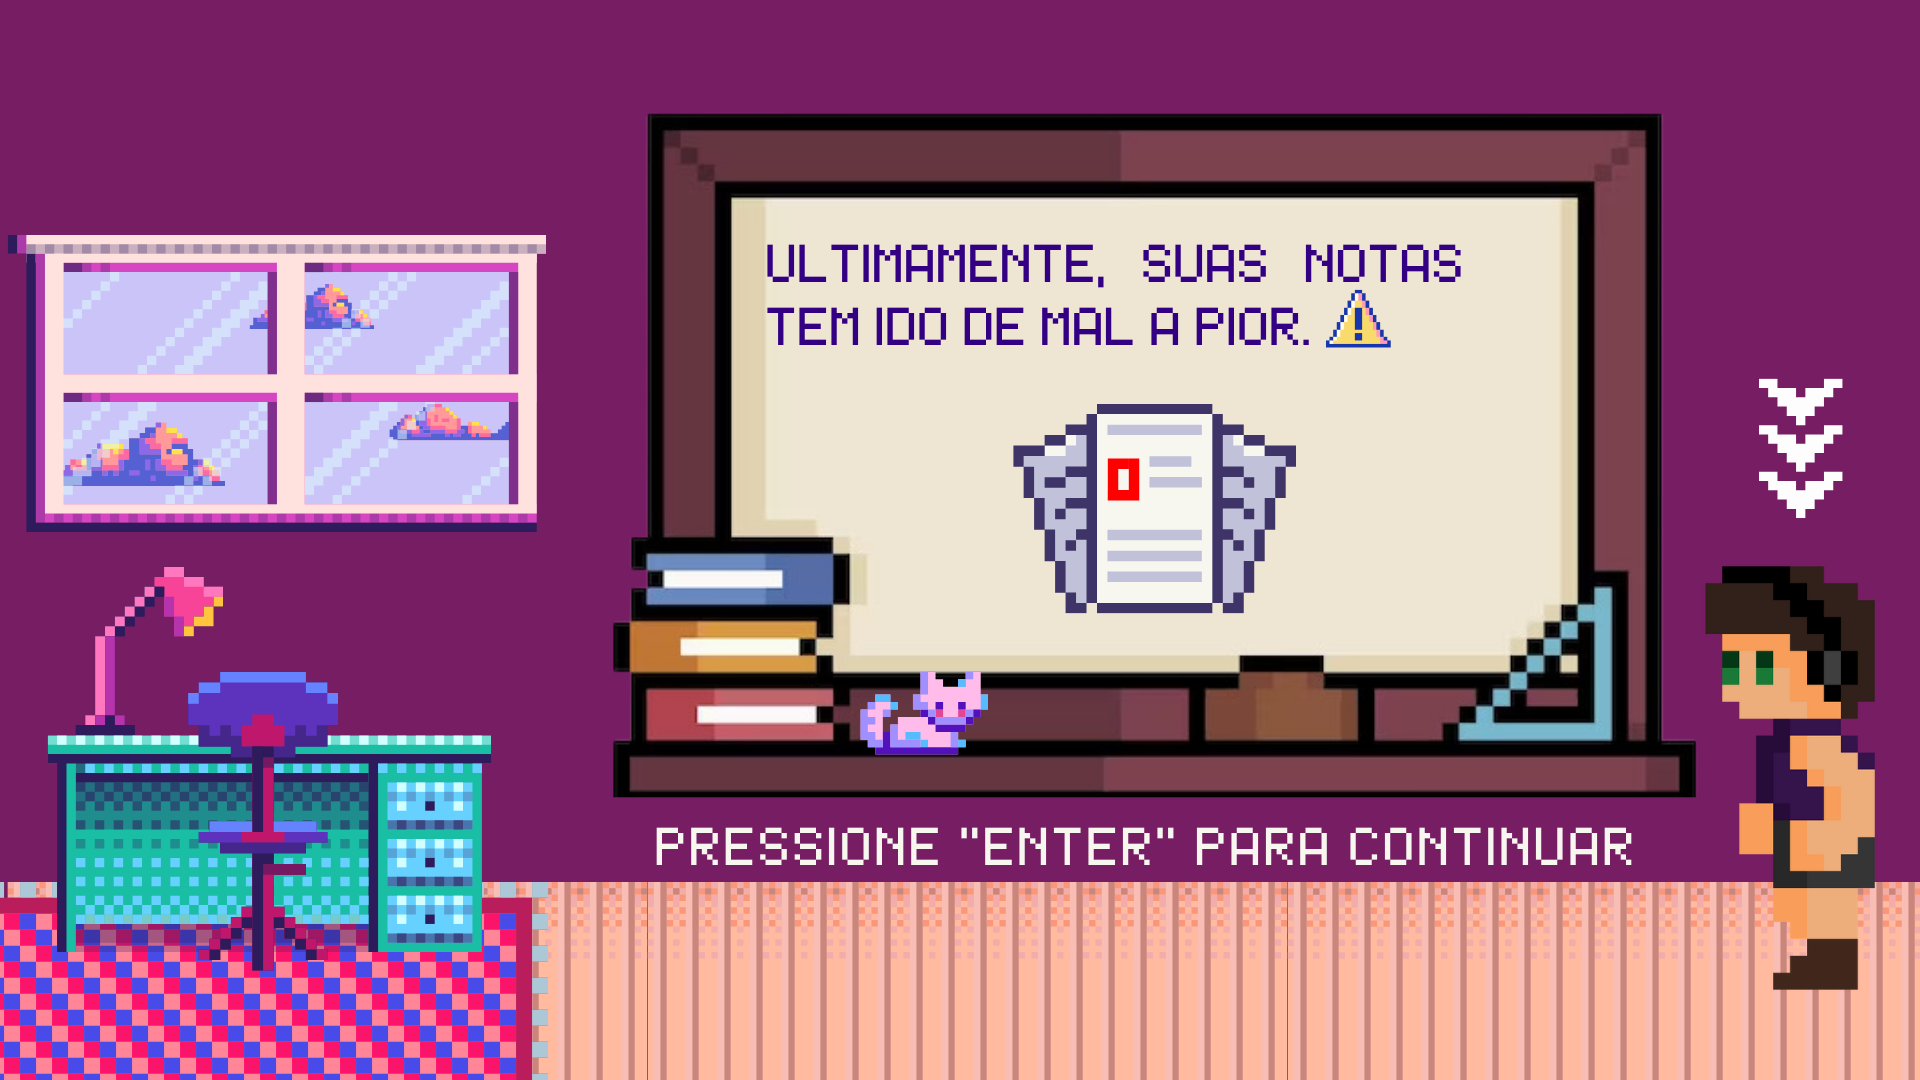 ULTIMAMENTE, SUAS NOTAS
TEM IDO DE MAL A PIOR.
0
PRESSIONE "ENTER" PARA CONTINUAR